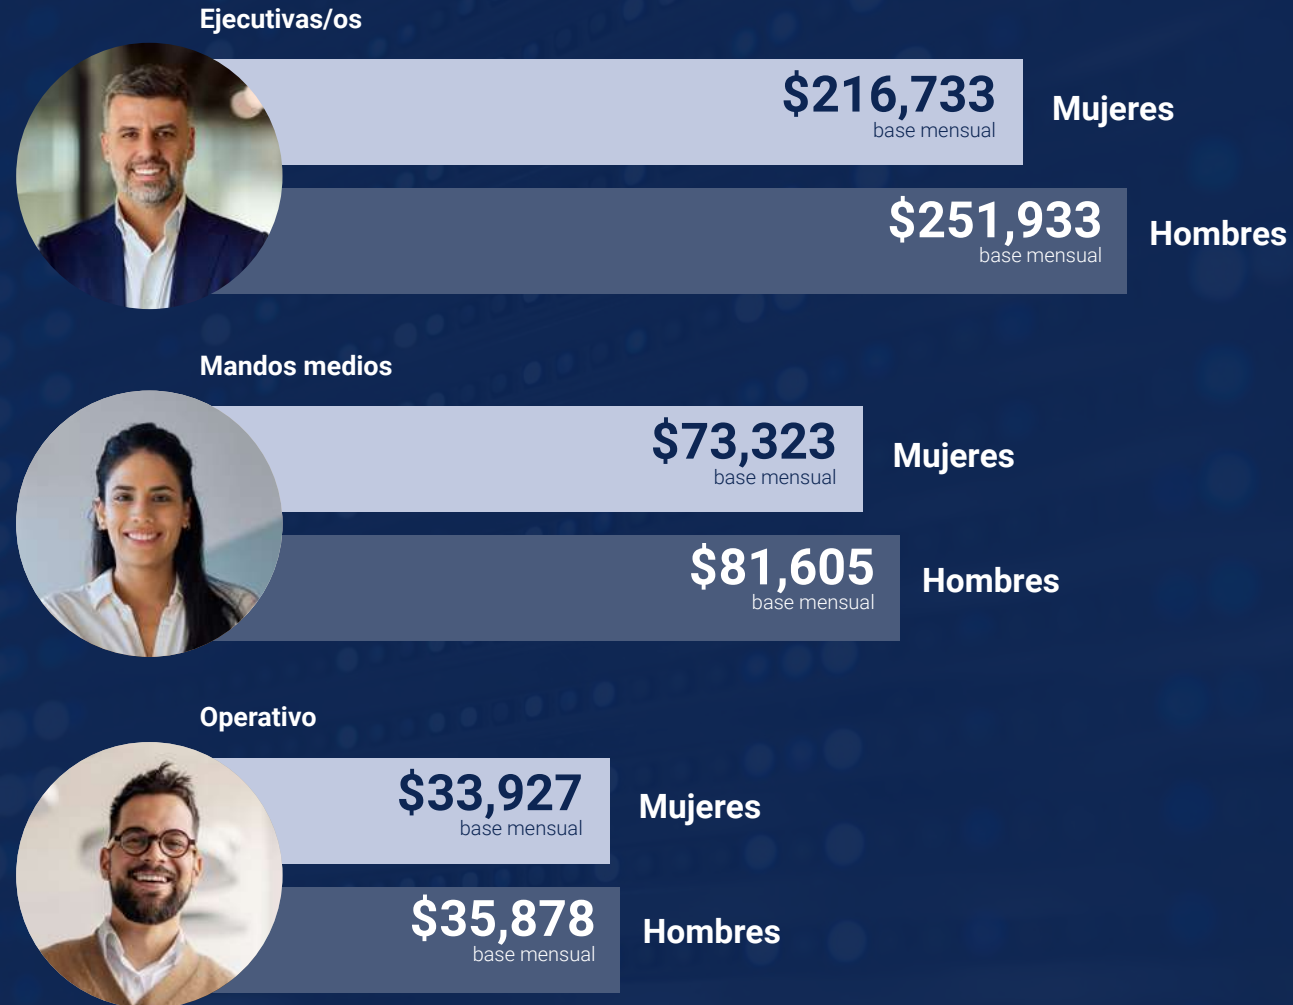 Ejecutivas/os
$216,733
base mensual
Mujeres
$251,933
base mensual
Hombres
Mandos medios
$73,323
base mensual
Mujeres
$81,605
base mensual
Hombres
Operativo
$33,927
base mensual
Mujeres
$35,878
base mensual
Hombres